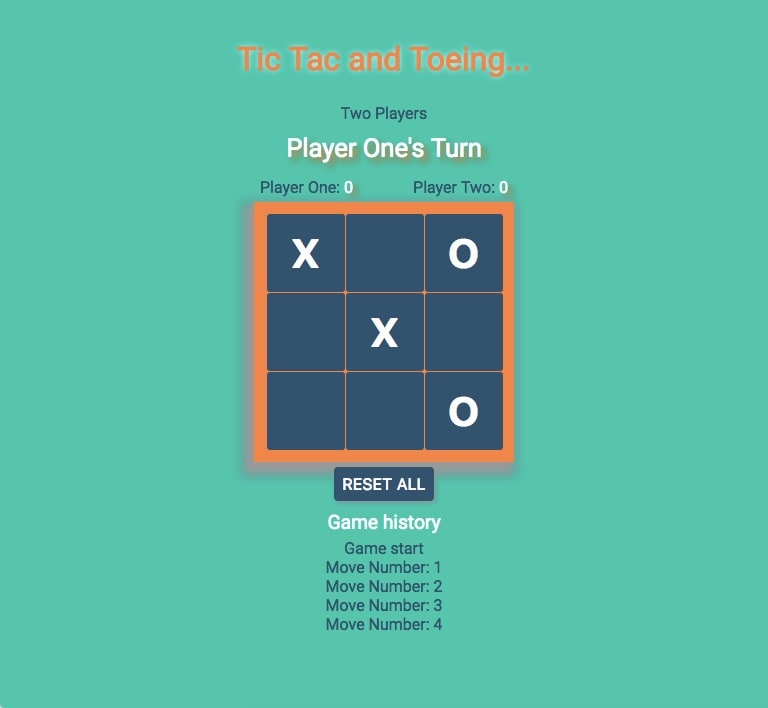 Tic Tac and Toeing...
Two Players
Player One's Turn
Player One: 0 Player Two: 0
X O
X
O
RESET ALL
Game history
Game start
Move Number: 1
Move Number: 2
Move Number: 3
Move Number: 4